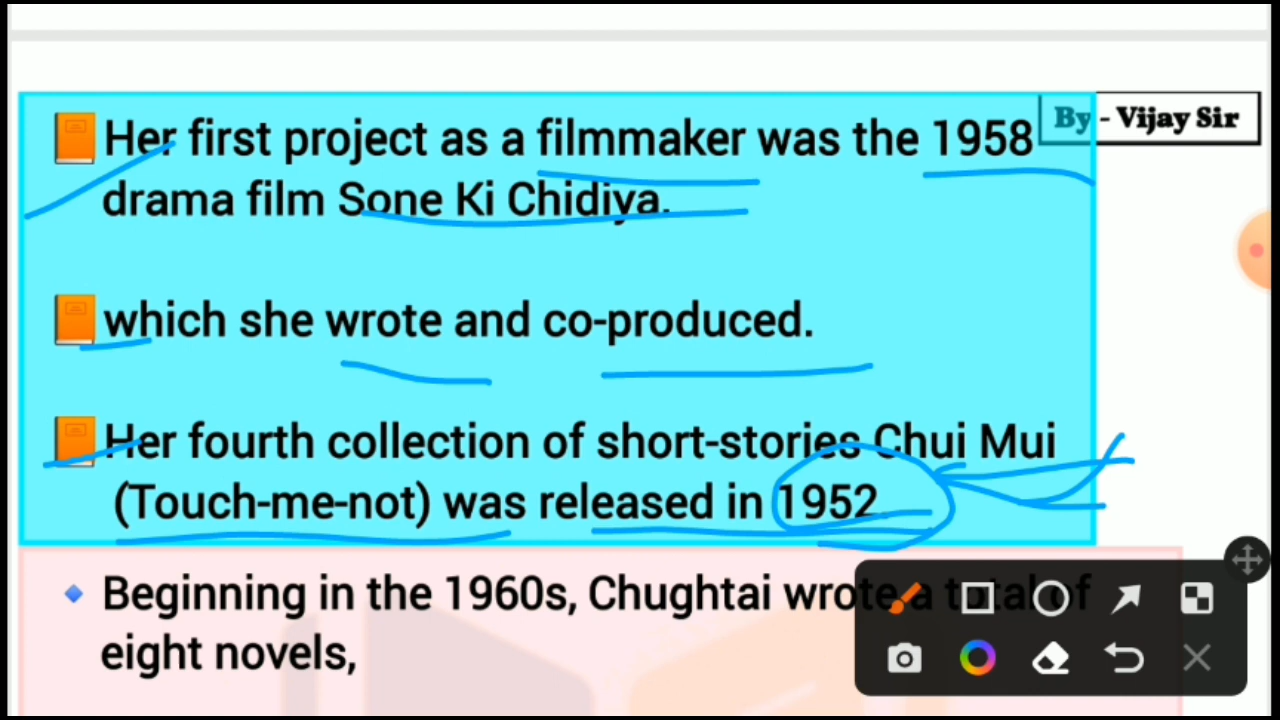 By - Vijay Sir
Her first project as a filmmaker was the 1958
drama film Sone Ki Chidiya.
which she wrote and co-produced.
Her fourth collection of short-stories Chui Mui
(Touch-me-not) was released in 1952.
Beginning in the 1960s, Chughtai wrote a total of
eight novels,